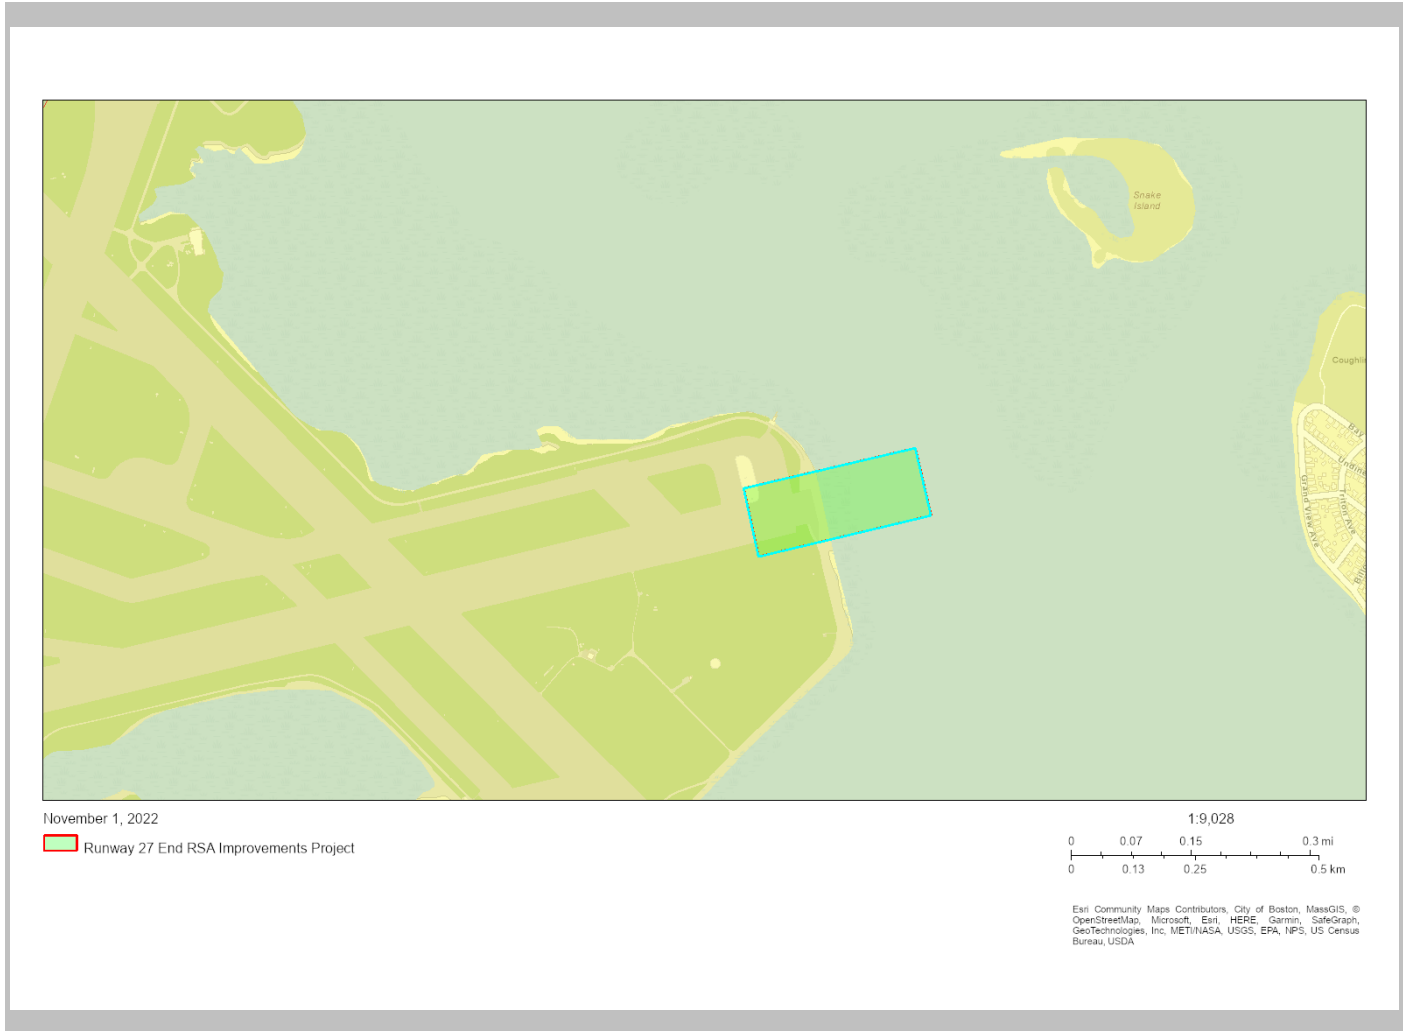 Snake
Island
Bay
Undine
Grand View Ave
Triton Ave
November 1, 2022
1:9,028
Runway 27 End RSA Improvements Project
0 0.07 0.15 0.3 mi
0 0.13 0.25 0.5 km
Esri Community Maps Contributors, City of Boston, MassGIS, ©
OpenStreetMap, Microsoft, Esri, HERE, Garmin, SafeGraph,
GeoTechnologies, Inc, METI/NASA, USGS, EPA, NPS, US Census
Bureau, USDA